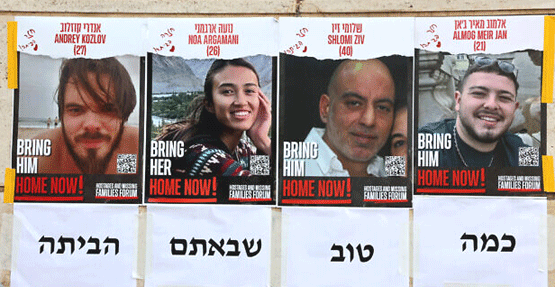 אנדרי קוזלוב
ANDREY KOZLOV
(27)
BRING
HIM
HOME NOW!
HOSTAGES AND MISSING
FAMILIES FORUM
נועה ארגמני
NOA ARGAMANI
(26)
BRING
HER
HOME NOW!
HOSTAGES AND MISSING
FAMILIES FORUM
שלומי זיו
SHLOMI ZIV
(40)
BRING
HIM
HOME NOW!
HOSTAGES AND MISSING
FAMILIES FORUM
אלמוג מאיר ג'אן
ALMOG MEIR JAN
(21)
BRING
HIM
HOME NOW!
HOSTAGES AND MISSING
FAMILIES FORUM
כמה
טוב
שבאתם
הביתה